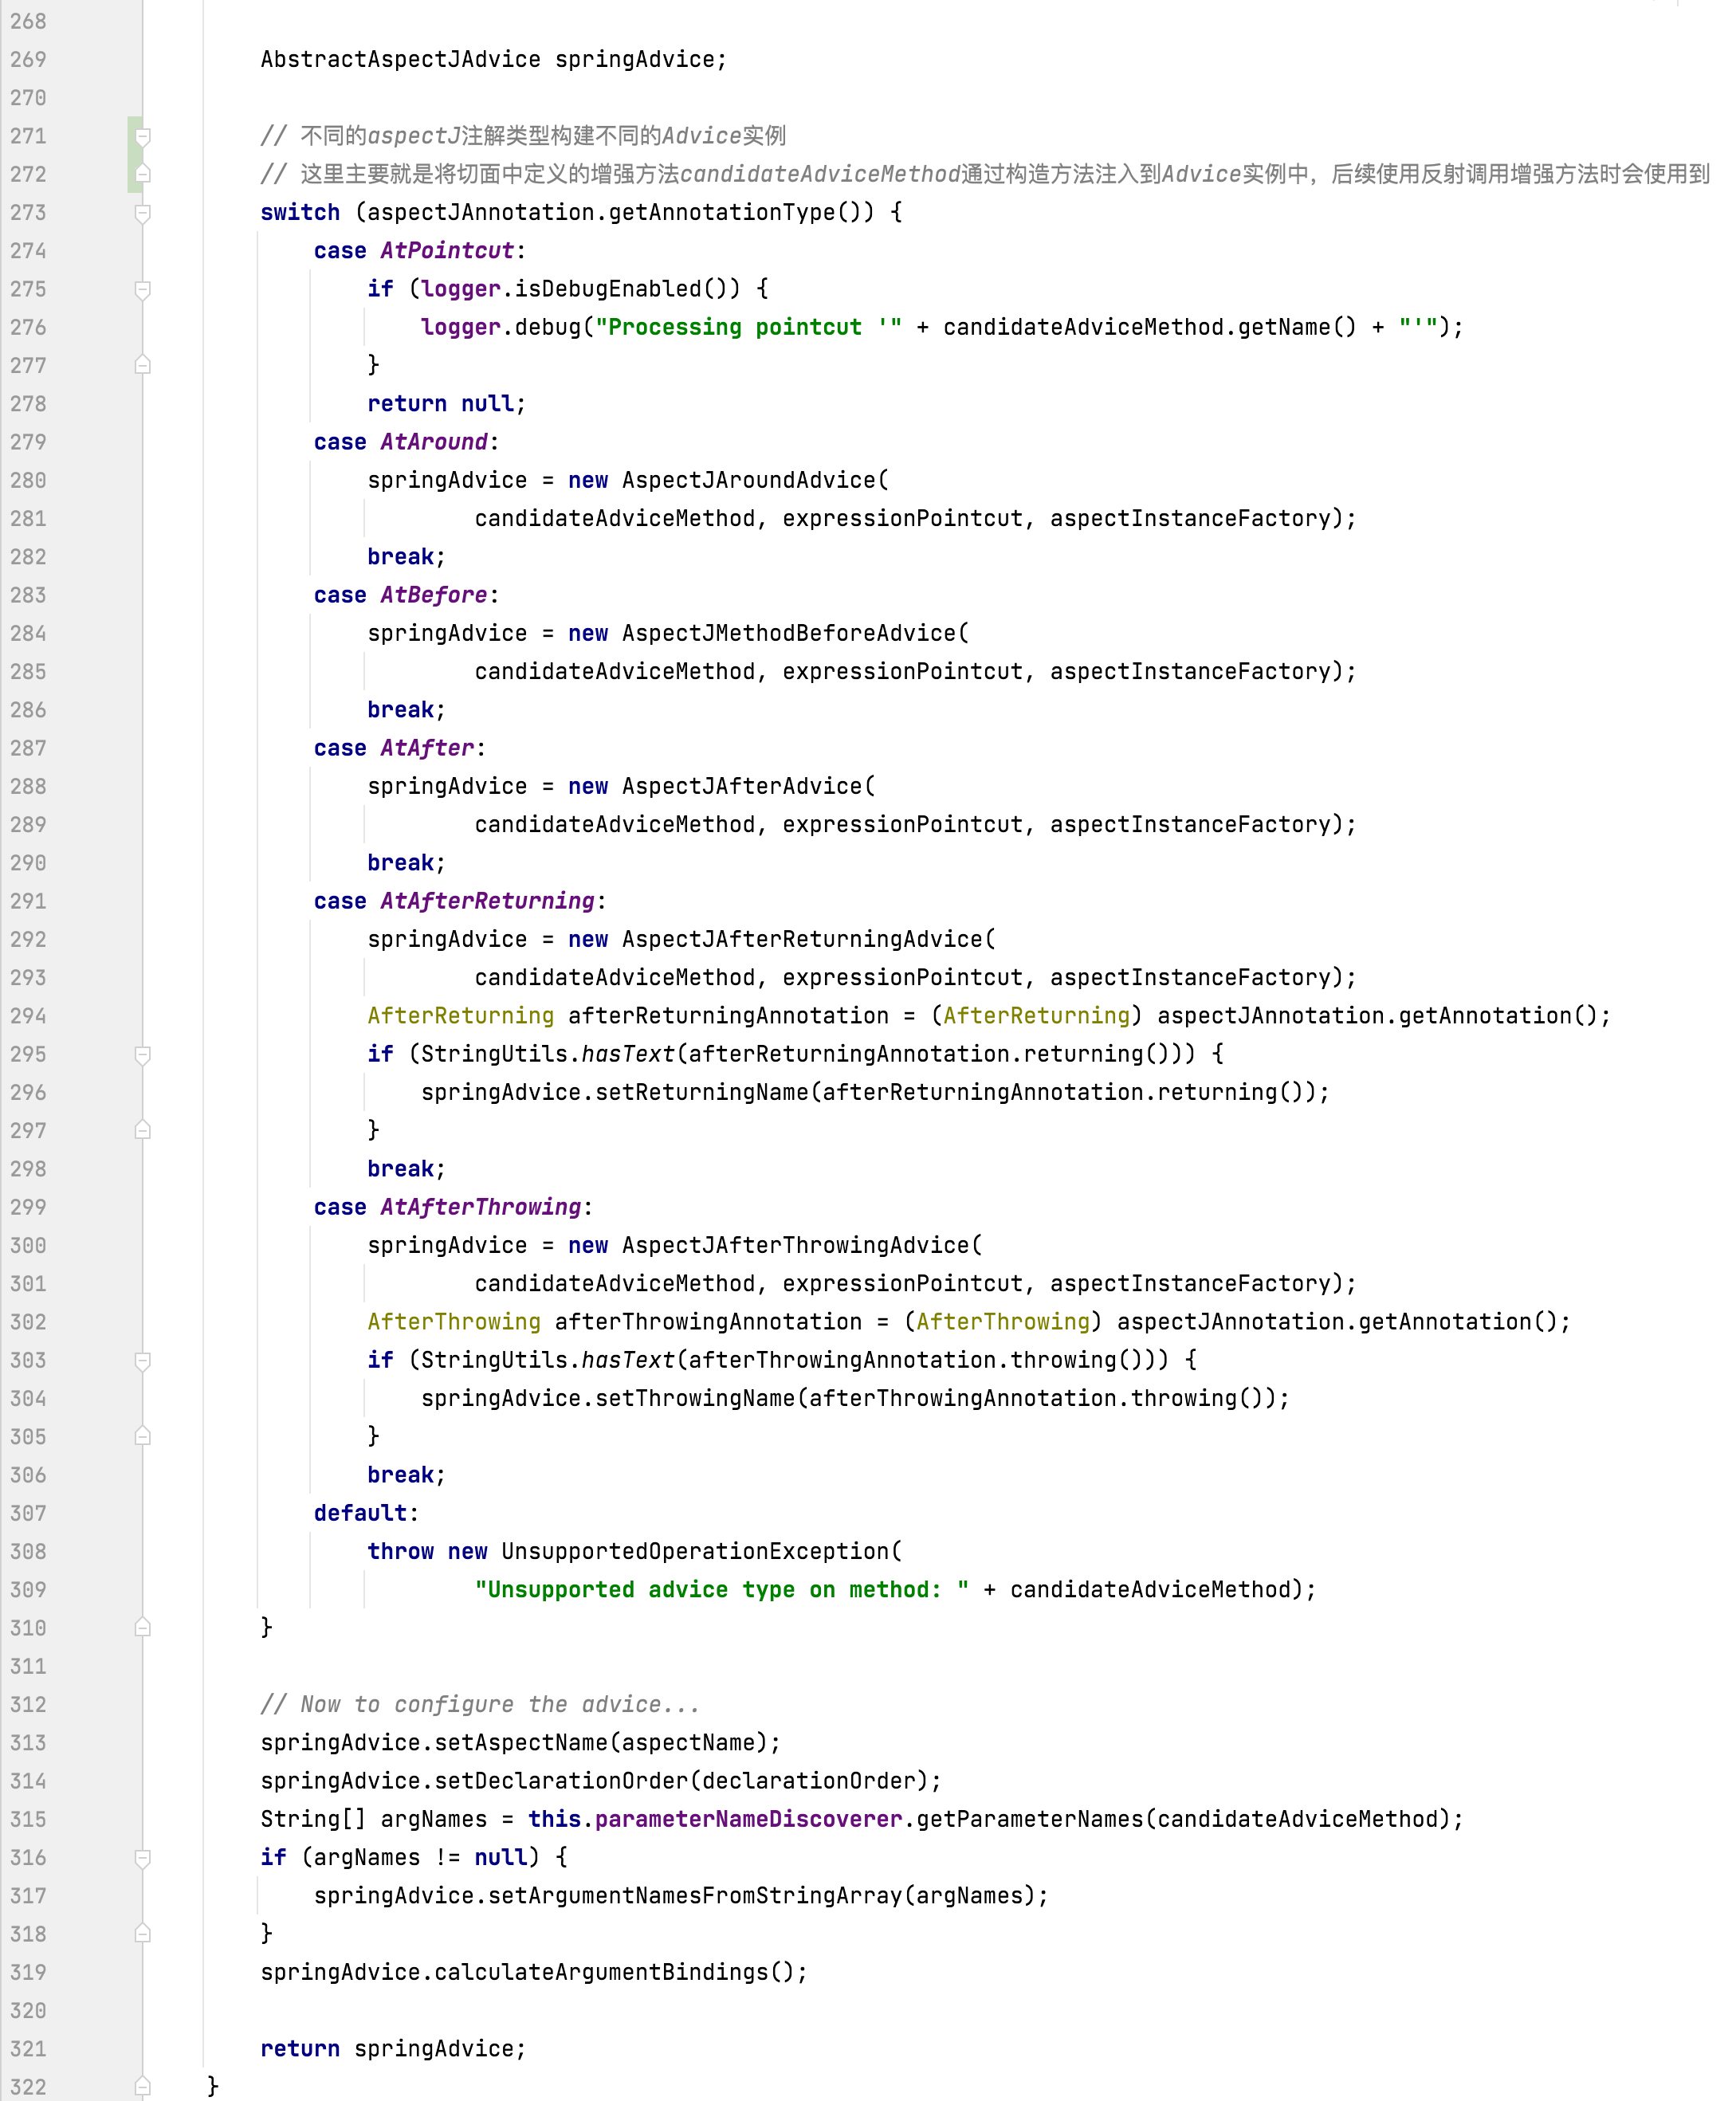 268
269 AbstractAspectJAdvice springAdvice;
270
271 // 不同的aspectJ注解类型构建不同的Advice实例
272 // 这里主要就是将切面中定义的增强方法candidateAdviceMethod通过构造方法注入到Advice实例中，后续使用反射调用增强方法时会使用到
273 switch (aspectJAnnotation.getAnnotationType()) {
274 case AtPointcut:
275 if (logger.isDebugEnabled()) {
276 logger.debug("Processing pointcut '" + candidateAdviceMethod.getName() + "'");
277 }
278 return null;
279 case AtAround:
280 springAdvice = new AspectJAroundAdvice(
281 candidateAdviceMethod, expressionPointcut, aspectInstanceFactory);
282 break;
283 case AtBefore:
284 springAdvice = new AspectJMethodBeforeAdvice(
285 candidateAdviceMethod, expressionPointcut, aspectInstanceFactory);
286 break;
287 case AtAfter:
288 springAdvice = new AspectJAfterAdvice(
289 candidateAdviceMethod, expressionPointcut, aspectInstanceFactory);
290 break;
291 case AtAfterReturning:
292 springAdvice = new AspectJAfterReturningAdvice(
293 candidateAdviceMethod, expressionPointcut, aspectInstanceFactory);
294 AfterReturning afterReturningAnnotation = (AfterReturning) aspectJAnnotation.getAnnotation();
295 if (StringUtils.hasText(afterReturningAnnotation.returning())) {
296 springAdvice.setReturningName(afterReturningAnnotation.returning());
297 }
298 break;
299 case AtAfterThrowing:
300 springAdvice = new AspectJAfterThrowingAdvice(
301 candidateAdviceMethod, expressionPointcut, aspectInstanceFactory);
302 AfterThrowing afterThrowingAnnotation = (AfterThrowing) aspectJAnnotation.getAnnotation();
303 if (StringUtils.hasText(afterThrowingAnnotation.throwing())) {
304 springAdvice.setThrowingName(afterThrowingAnnotation.throwing());
305 }
306 break;
307 default:
308 throw new UnsupportedOperationException(
309 "Unsupported advice type on method: " + candidateAdviceMethod);
310 }
311
312 // Now to configure the advice...
313 springAdvice.setAspectName(aspectName);
314 springAdvice.setDeclarationOrder(declarationOrder);
315 String[] argNames = this.parameterNameDiscoverer.getParameterNames(candidateAdviceMethod);
316 if (argNames != null) {
317 springAdvice.setArgumentNamesFromStringArray(argNames);
318 }
319 springAdvice.calculateArgumentBindings();
320
321 return springAdvice;
322 }